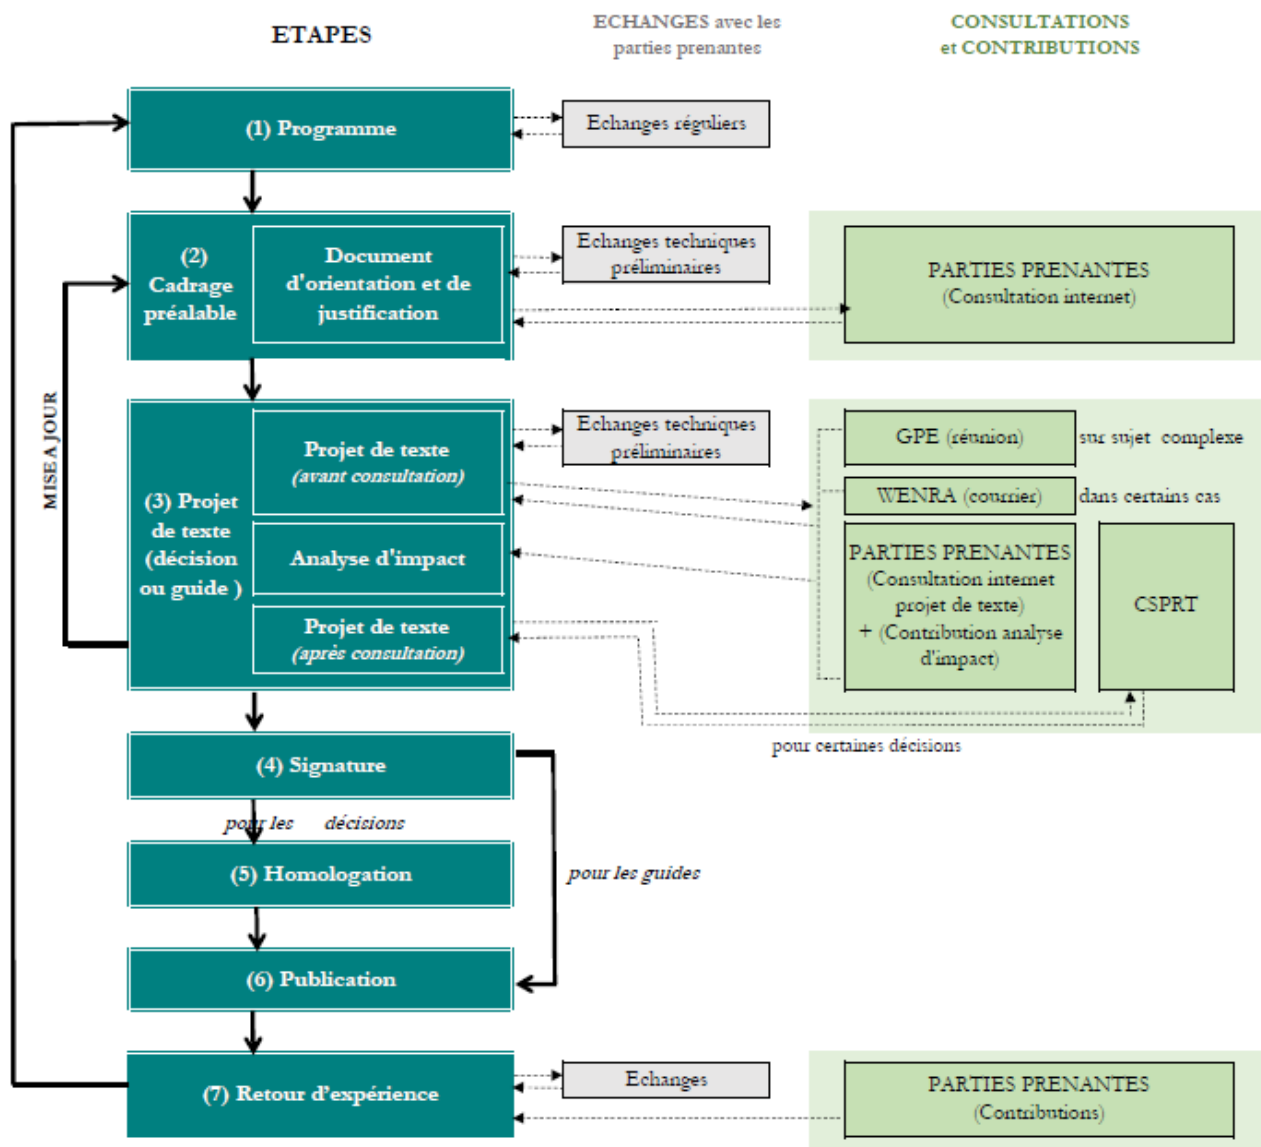 ETAPES
ECHANGES avec les
parties prenantes
CONSULTATIONS
et CONTRIBUTIONS
(1) Programme
Echanges réguliers
(2)
Cadrage
préalable
Document
d'orientation et de
justification
Echanges techniques
préliminaires
PARTIES PRENANTES
(Consultation internet)
MISE A JOUR
(3) Projet
de texte
(décision
ou guide )
Projet de texte
(avant consultation)
Echanges techniques
préliminaires
GPE (réunion)
sur sujet complexe
WENRA (courrier)
dans certains cas
Analyse d'impact
PARTIES PRENANTES
(Consultation internet
projet de texte)
+ (Contribution analyse
d'impact)
CSPRT
Projet de texte
(après consultation)
pour certaines décisions
(4) Signature
pour les décisions
(5) Homologation
pour les guides
(6) Publication
(7) Retour d’expérience
Echanges
PARTIES PRENANTES
(Contributions)